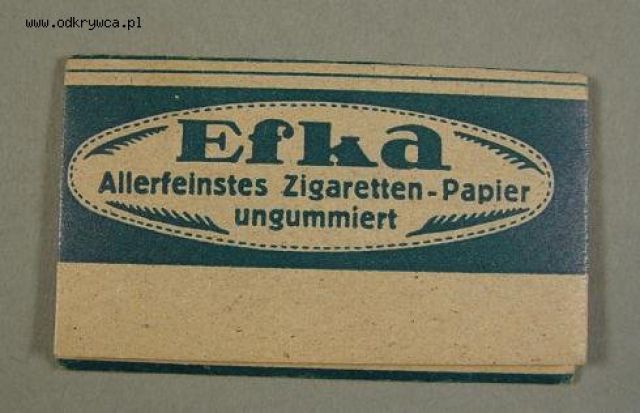 www.odkrywca.pl
Efka
Allerfeinstes Zigaretten-Papier
ungummiert